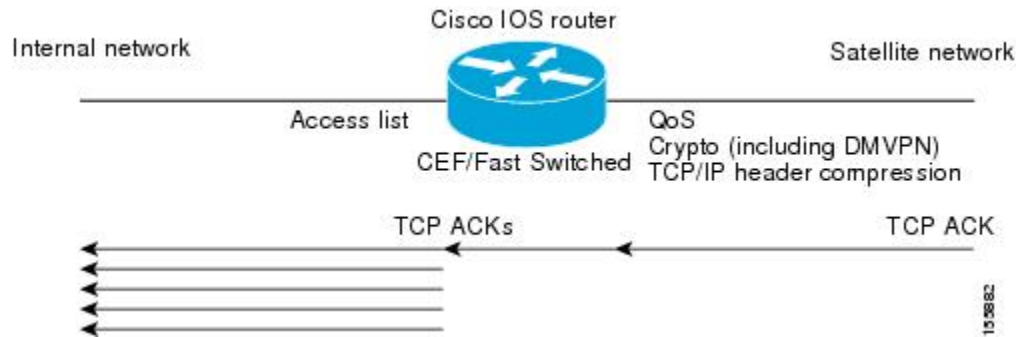 Cisco IOS router
Internal network
Satellite network
Access list
CEF/Fast Switched
QoS
Crypto (including DMVPN)
TCP/IP header compression
TCP ACKs
TCP ACK
155882